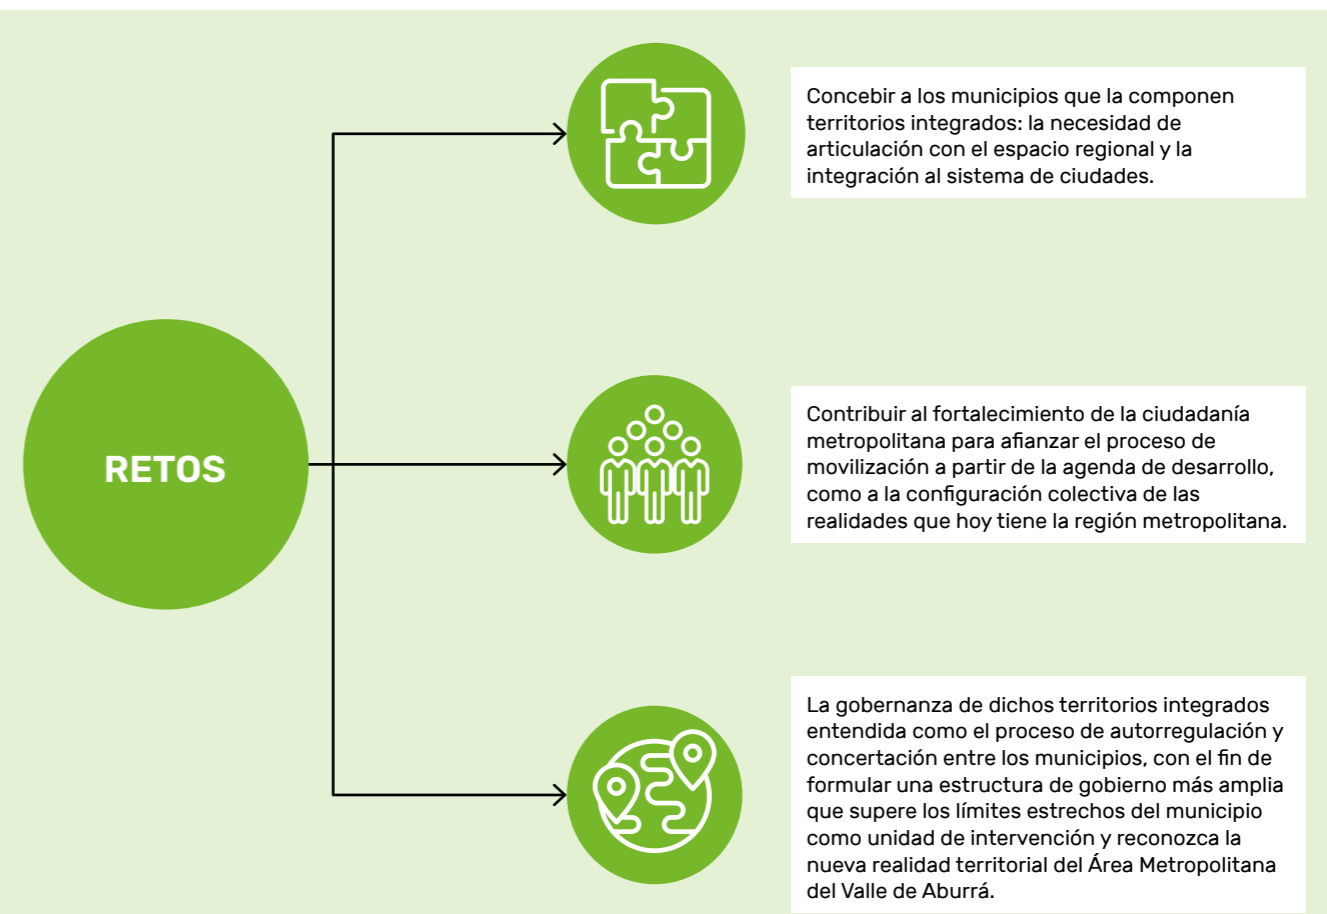 Concebir a los municipios que la componen
territorios integrados: la necesidad de
articulación con el espacio regional y la
integración al sistema de ciudades.
RETOS
Contribuir al fortalecimiento de la ciudadanía
metropolitana para afianzar el proceso de
movilización a partir de la agenda de desarrollo,
como a la configuración colectiva de las
realidades que hoy tiene la región metropolitana.
La gobernanza de dichos territorios integrados
entendida como el proceso de autorregulación y
concertación entre los municipios, con el fin de
formular una estructura de gobierno más amplia
que supere los límites estrechos del municipio
como unidad de intervención y reconozca la
nueva realidad territorial del Área Metropolitana
del Valle de Aburrá.